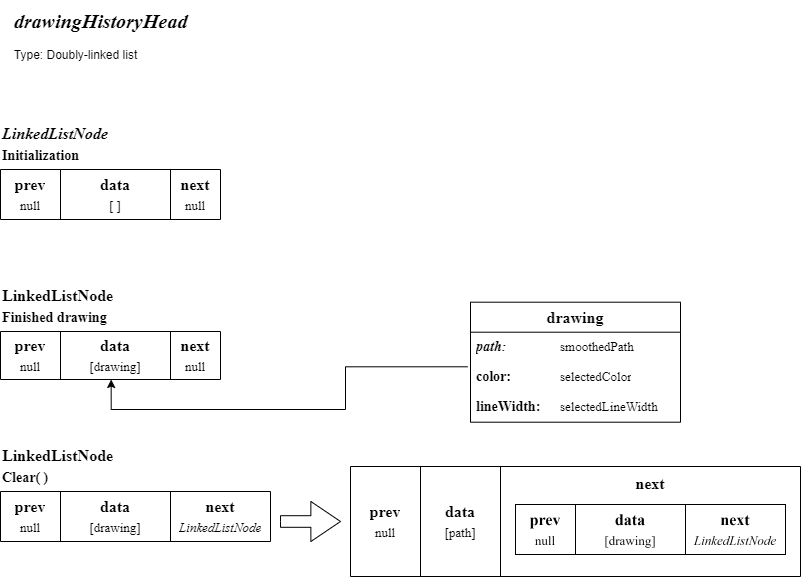 drawingHistoryHead
Type: Doubly-linked list
LinkedListNode
Initialization
prev data next
null [ ] null
LinkedListNode
Finished drawing
prev data next
null [drawing] null
drawing
path: smoothedPath
color: selectedColor
lineWidth: selectedLineWidth
LinkedListNode
Clear( )
prev data next
null [drawing] LinkedListNode
prev data next
null [path]
prev data next
null [drawing] LinkedListNode